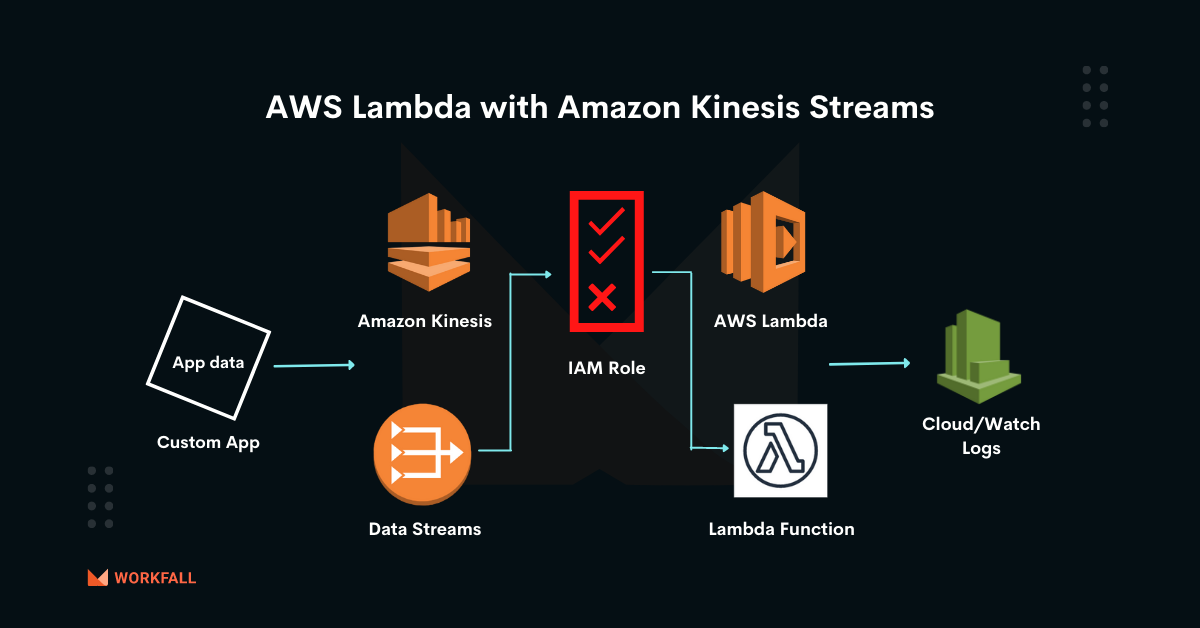 AWS Lambda with Amazon Kinesis Streams
Amazon Kinesis
AWS Lambda
App data
IAM Role
Custom App
Cloud/Watch
Logs
Data Streams
Lambda Function
WORKFALL